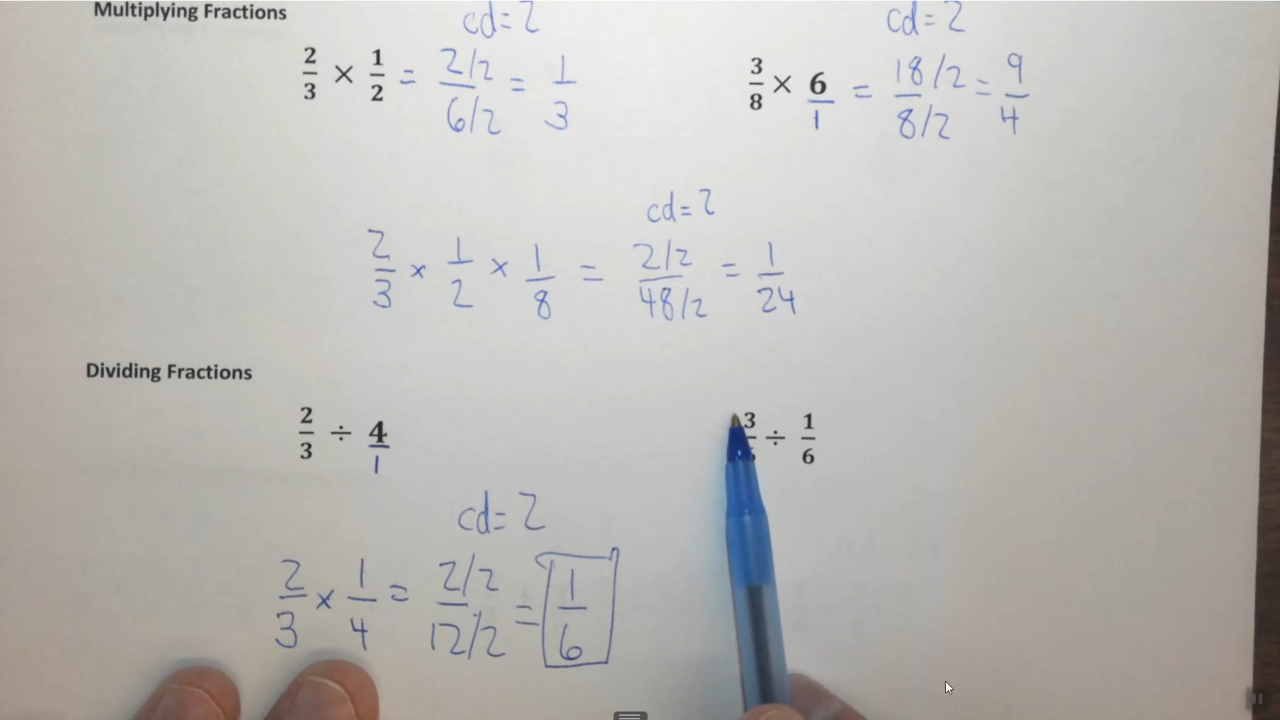 Multiplying Fractions
cd=2
2/3 × 1/2 = 2/2 / 6/2 = 1/3
cd=2
3/8 × 6/1 = 18/2 / 8/2 = 9/4
cd=2
2/3 × 1/2 × 1/8 = 2/2 / 48/2 = 1/24
Dividing Fractions
2/3 ÷ 4/1
3 ÷ 1/6
cd=2
2/3 × 1/4 = 2/2 / 12/2 = 1/6